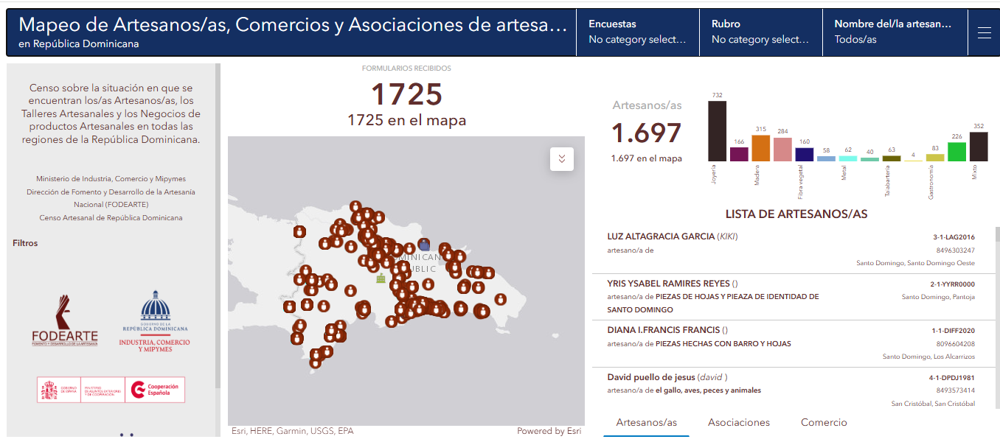 Mapeo de Artesanos/as, Comercios y Asociaciones de artesa...
en República Dominicana
Encuestas
No category select...
Rubro
No category select...
Nombre del/la artesan...
Todos/as
Censo sobre la situación en que se
encuentran los/as Artesanos/as, los
Talleres Artesanales y los Negocios de
productos Artesanales en todas las
regiones de la República Dominicana.
Ministerio de Industria, Comercio y Mipymes
Dirección de Fomento y Desarrollo de la Artesanía
Nacional (FODEARTE)
Censo Artesanal de República Dominicana
Filtros
FODEARTE
FOMENTO Y DESARROLLO DE LA ARTESANÍA
GOBIERNO DE LA
REPÚBLICA DOMINICANA
INDUSTRIA, COMERCIO
Y MIPYMES
GOBIERNO
DE ESPAÑA
MINISTERIO
DE ASUNTOS EXTERIORES
Y DE COOPERACIÓN
Cooperación
Española
FORMULARIOS RECIBIDOS
1725
1725 en el mapa
MINICAN
UBLIC
Esri, HERE, Garmin, USGS, EPA
Powered by Esri
Artesanos/as
1.697
1.697 en el mapa
732
166
315
284
160
58
62
40
63
4
83
226
352
Joyería
Madera
Fibra vegetal
Metal
Talabartería
Gastronomía
Mixto
LISTA DE ARTESANOS/AS
LUZ ALTAGRACIA GARCIA (KIKI)
3-1-LAG2016
artesano/a de
8496303247
Santo Domingo, Santo Domingo Oeste
YRIS YSABEL RAMIRES REYES ()
2-1-YYRR0000
artesano/a de PIEZAS DE HOJAS Y PIEAZA DE IDENTIDAD DE
SANTO DOMINGO
Santo Domingo, Pantoja
DIANA I.FRANCIS FRANCIS ()
1-1-DIFF2020
artesano/a de PIEZAS HECHAS CON BARRO Y HOJAS
8096604208
Santo Domingo, Los Alcarrizos
David puello de jesus (david )
4-1-DPDJ1981
artesano/a de el gallo, aves, peces y animales
8493573414
San Cristóbal, San Cristóbal
Artesanos/as
Asociaciones
Comercio